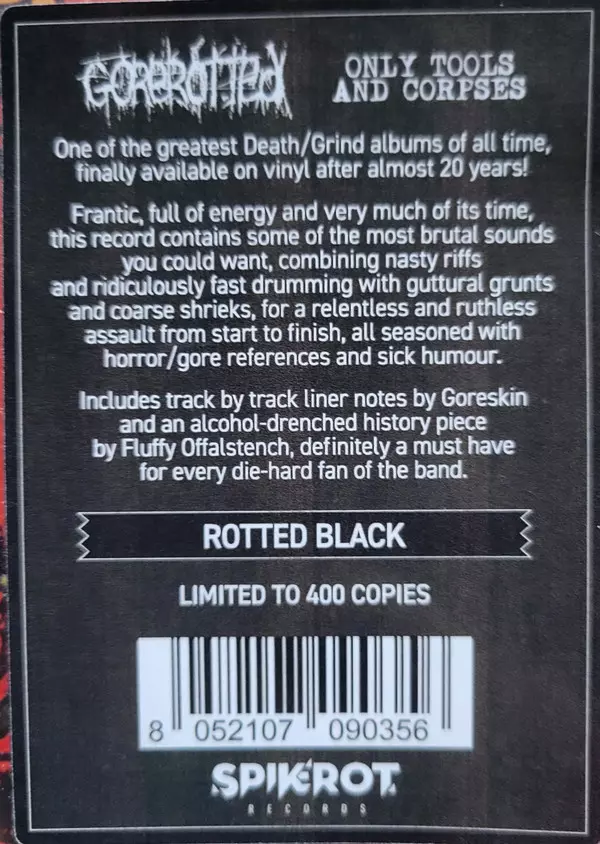 GOREROTTED
ONLY TOOLS
AND CORPSES
One of the greatest Death/Grind albums of all time,
finally available on vinyl after almost 20 years!
Frantic, full of energy and very much of its time,
this record contains some of the most brutal sounds
you could want, combining nasty riffs
and ridiculously fast drumming with guttural grunts
and coarse shrieks, for a relentless and ruthless
assault from start to finish, all seasoned with
horror/gore references and sick humour.
Includes track by track liner notes by Goreskin
and an alcohol-drenched history piece
by Fluffy Offalstench, definitely a must have
for every die-hard fan of the band.
ROTTED BLACK
LIMITED TO 400 COPIES
8 052107 090356
SPIKEROT
RECORDS